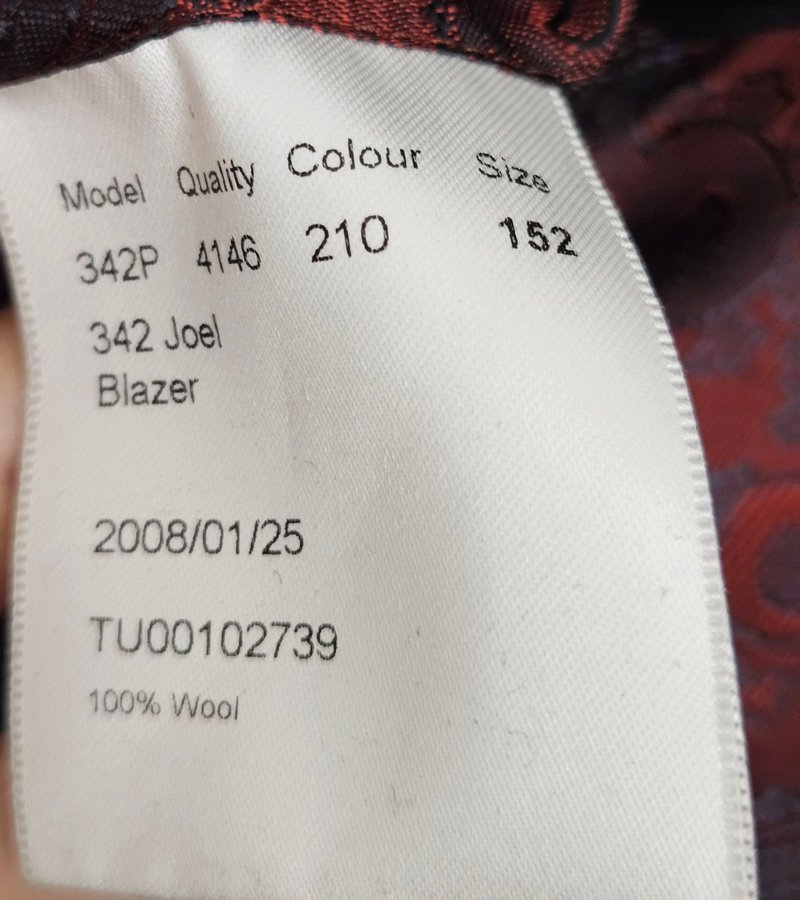 Model Quality Colour Size
342P 4146 210 152
342 Joel
Blazer
2008/01/25
TU00102739
100% Wool